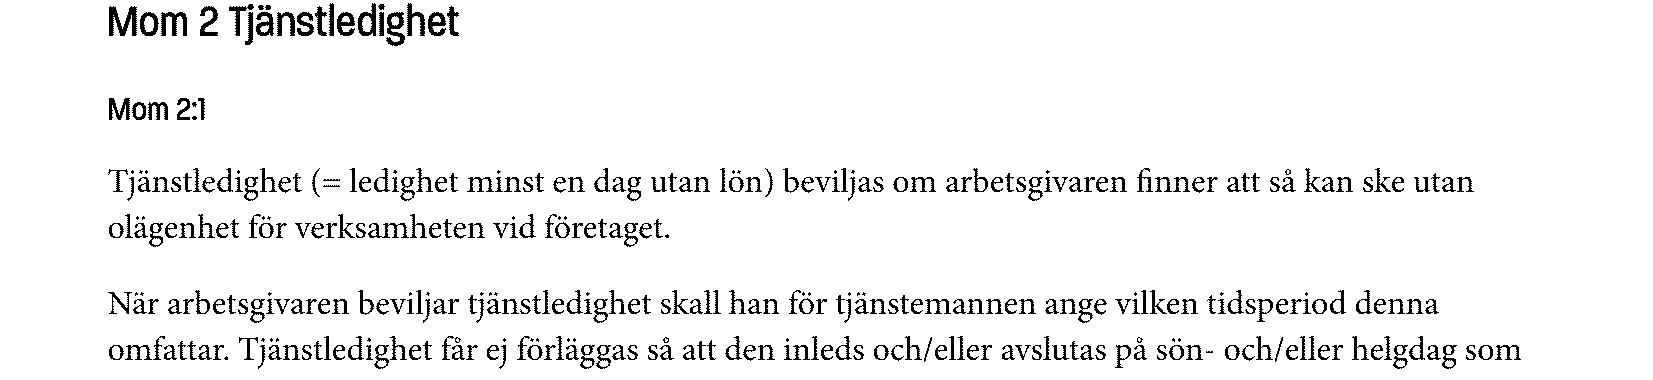 Mom 2 Tjänstledighet
Mom 2:1
Tjänstledighet (= ledighet minst en dag utan lön) beviljas om arbetsgivaren finner att så kan ske utan
olägenhet för verksamheten vid företaget.
När arbetsgivaren beviljar tjänstledighet skall han för tjänstemannen ange vilken tidsperiod denna
omfattar. Tjänstledighet får ej förläggas så att den inleds och/eller avslutas på sön- och/eller helgdag som